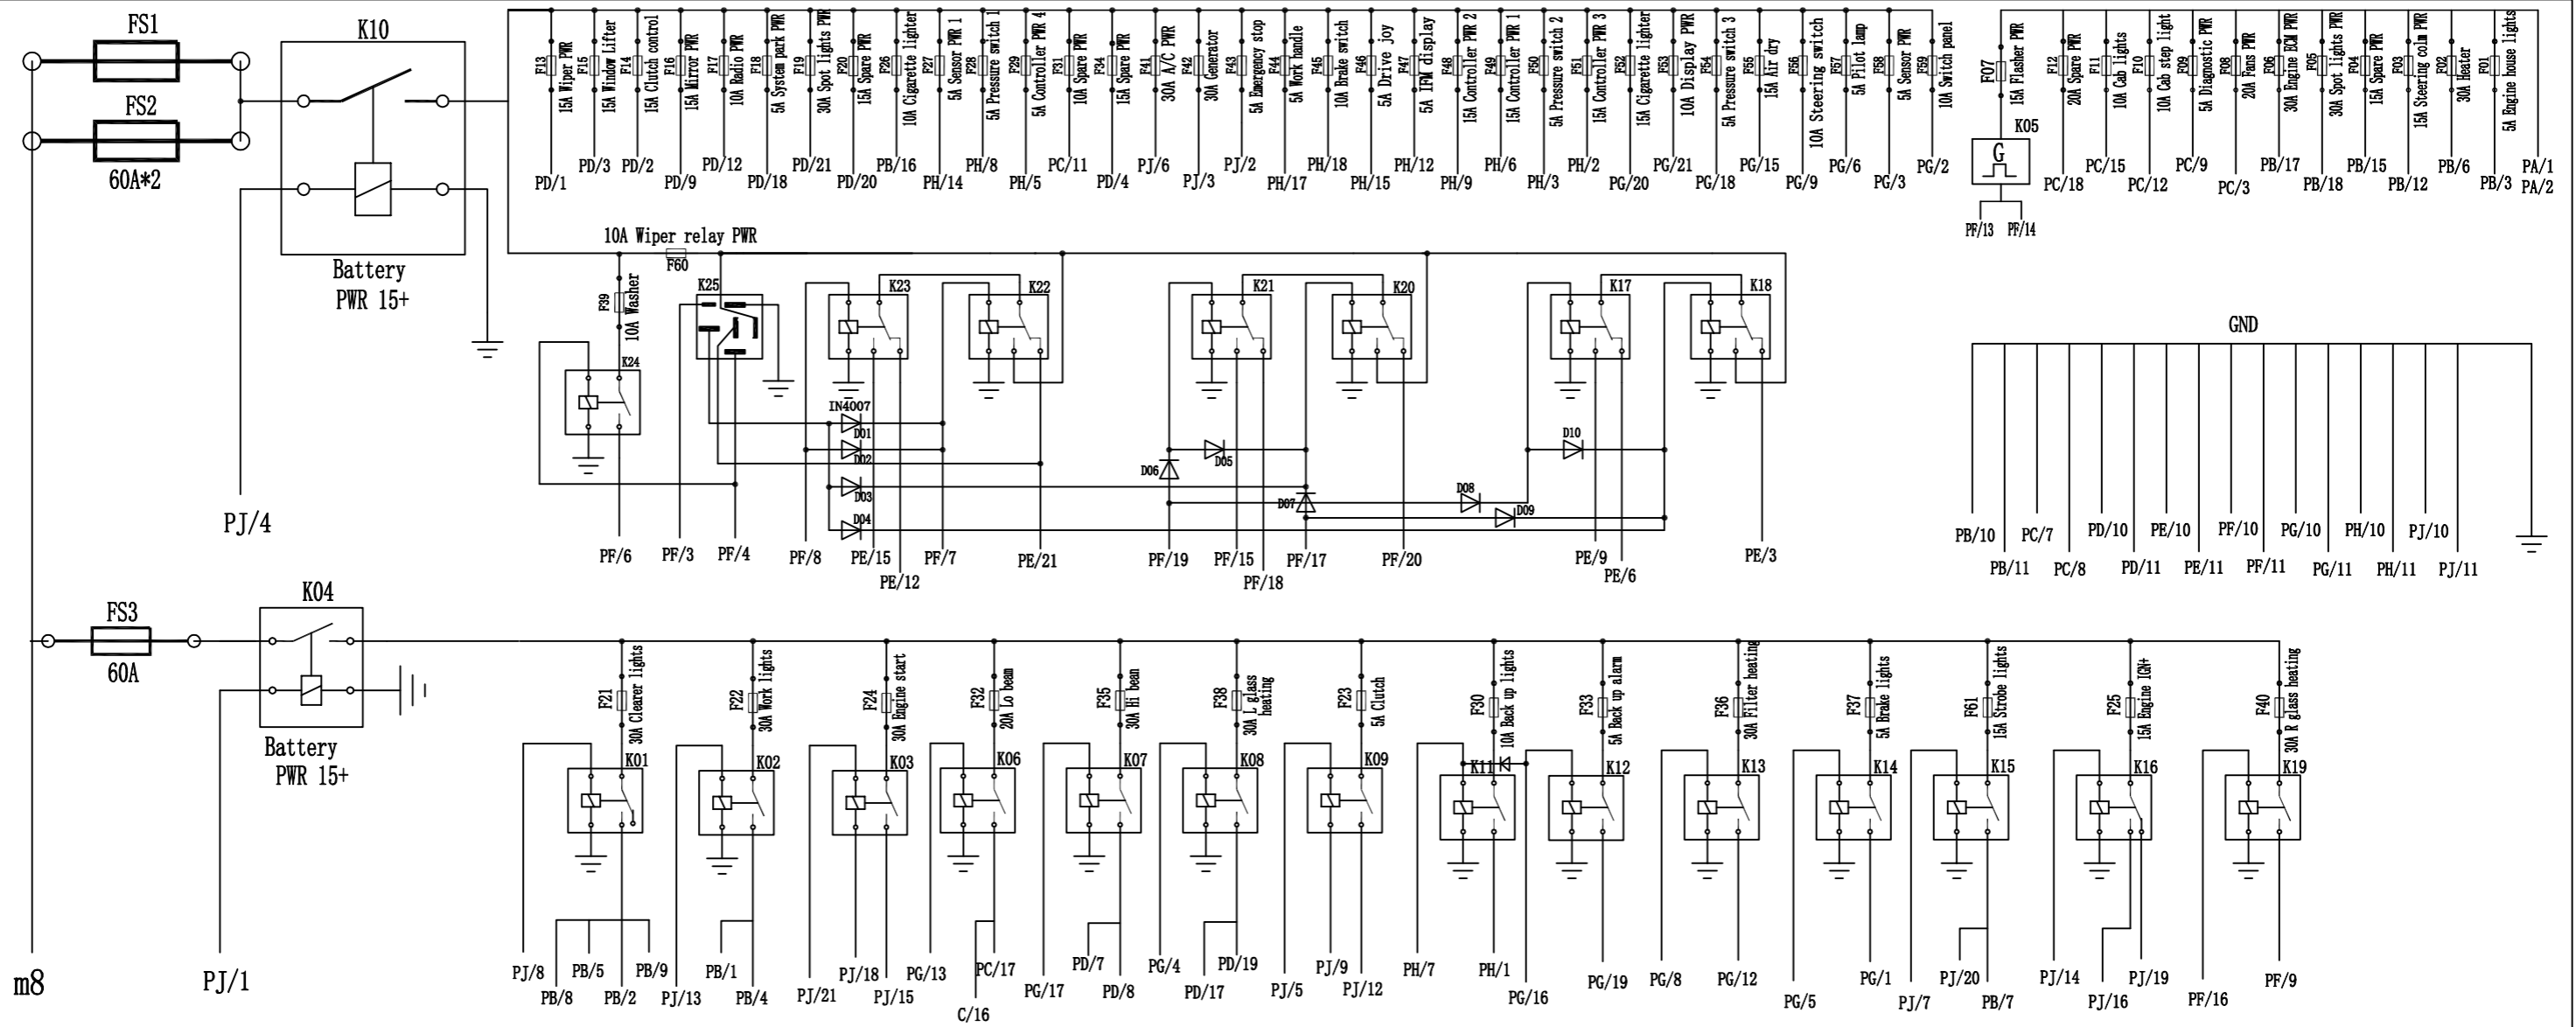 FS1
FS2
60A*2
K10
Battery
PWR 15+
PJ/4
F13 15A Wiper PWR PD/1
F15 15A Window Lifter PD/3
F14 15A Clutch control PD/2
F16 15A Mirror PWR PD/9
F17 10A Radio PWR PD/12
F18 5A System park PWR PD/18
F19 30A Spot lights PWR PD/21
F20 15A Spare PWR PD/20
F26 10A Cigarette lighter PB/16
F27 5A Sensor PWR 1 PH/14
F28 5A Pressure switch 1 PH/8
F29 5A Controller PWR 4 PH/5
F31 10A Spare PWR PC/11
F34 15A Spare PWR PD/4
F41 30A A/C PWR PJ/6
F42 30A Generator PJ/3
F43 5A Emergency stop PJ/2
F44 5A Work handle PH/17
F45 10A Brake switch PH/18
F46 5A Drive joy PH/15
F47 5A IFM display PH/12
F48 15A Controller PWR 2 PH/9
F49 15A Controller PWR 1 PH/6
F50 5A Pressure switch 2 PH/3
F51 15A Controller PWR 3 PH/2
F52 15A Cigarette lighter PG/20
F53 10A Display PWR PG/21
F54 5A Pressure switch 3 PG/18
F55 15A Air dry PG/15
F56 10A Steering switch PG/9
F57 5A Pilot lamp PG/6
F58 5A Sensor PWR PG/3
F59 10A Switch panel PG/2
F07 15A Flasher PWR
K05
G
PF/13 PF/14
F12 20A Spare PWR PC/18
F11 10A Cab lights PC/15
F10 10A Cab step light PC/12
F09 5A Diagnostic PWR PC/9
F08 20A Fans PWR PC/3
F06 30A Engine ECM PWR PB/17
F05 30A Spot lights PWR PB/18
F04 15A Spare PWR PB/15
F03 15A Steering colm PWR PB/12
F02 30A Heater PB/6
F01 5A Engine house lights PB/3
PA/1
PA/2
10A Wiper relay PWR
F60
F39 10A Washer
K24
K25
K23
K22
K21
K20
K17
K18
IN4007
D01
D02
D03
D04
D05
D06
D07
D08
D09
D10
PF/6
PF/3
PF/4
PF/8
PE/15
PE/12
PF/7
PE/21
PF/19
PF/15
PF/18
PF/17
PF/20
PE/9
PE/6
PE/3
GND
PB/10
PB/11
PC/7
PC/8
PD/10
PD/11
PE/10
PE/11
PF/10
PF/11
PG/10
PG/11
PH/10
PH/11
PJ/10
PJ/11
FS3
60A
K04
Battery
PWR 15+
m8
PJ/1
F21 30A Clearer lights
K01
PJ/8
PB/8
PB/5
PB/2
PB/9
F22 30A Work lights
K02
PJ/13
PB/1
PB/4
F24 30A Engine start
K03
PJ/21
PJ/18
PJ/15
F32 20A Lo beam
K06
PG/13
C/16
PC/17
F35 30A Hi beam
K07
PG/17
PD/7
PD/8
F38 30A L glass
heating
K08
PG/4
PD/17
PD/19
F23 5A Clutch
K09
PJ/5
PJ/9
PJ/12
F30 10A Back up lights
K11
PH/7
PH/1
PG/16
F33 5A Back up alarm
K12
PG/19
F36 30A Filter heating
K13
PG/8
PG/12
F37 5A Brake lights
K14
PG/5
PG/1
F61 15A Strobe lights
K15
PJ/7
PJ/20
PB/7
F25 15A Engine IGN+
K16
PJ/14
PJ/16
PJ/19
F40 30A R glass heating
K19
PF/16
PF/9